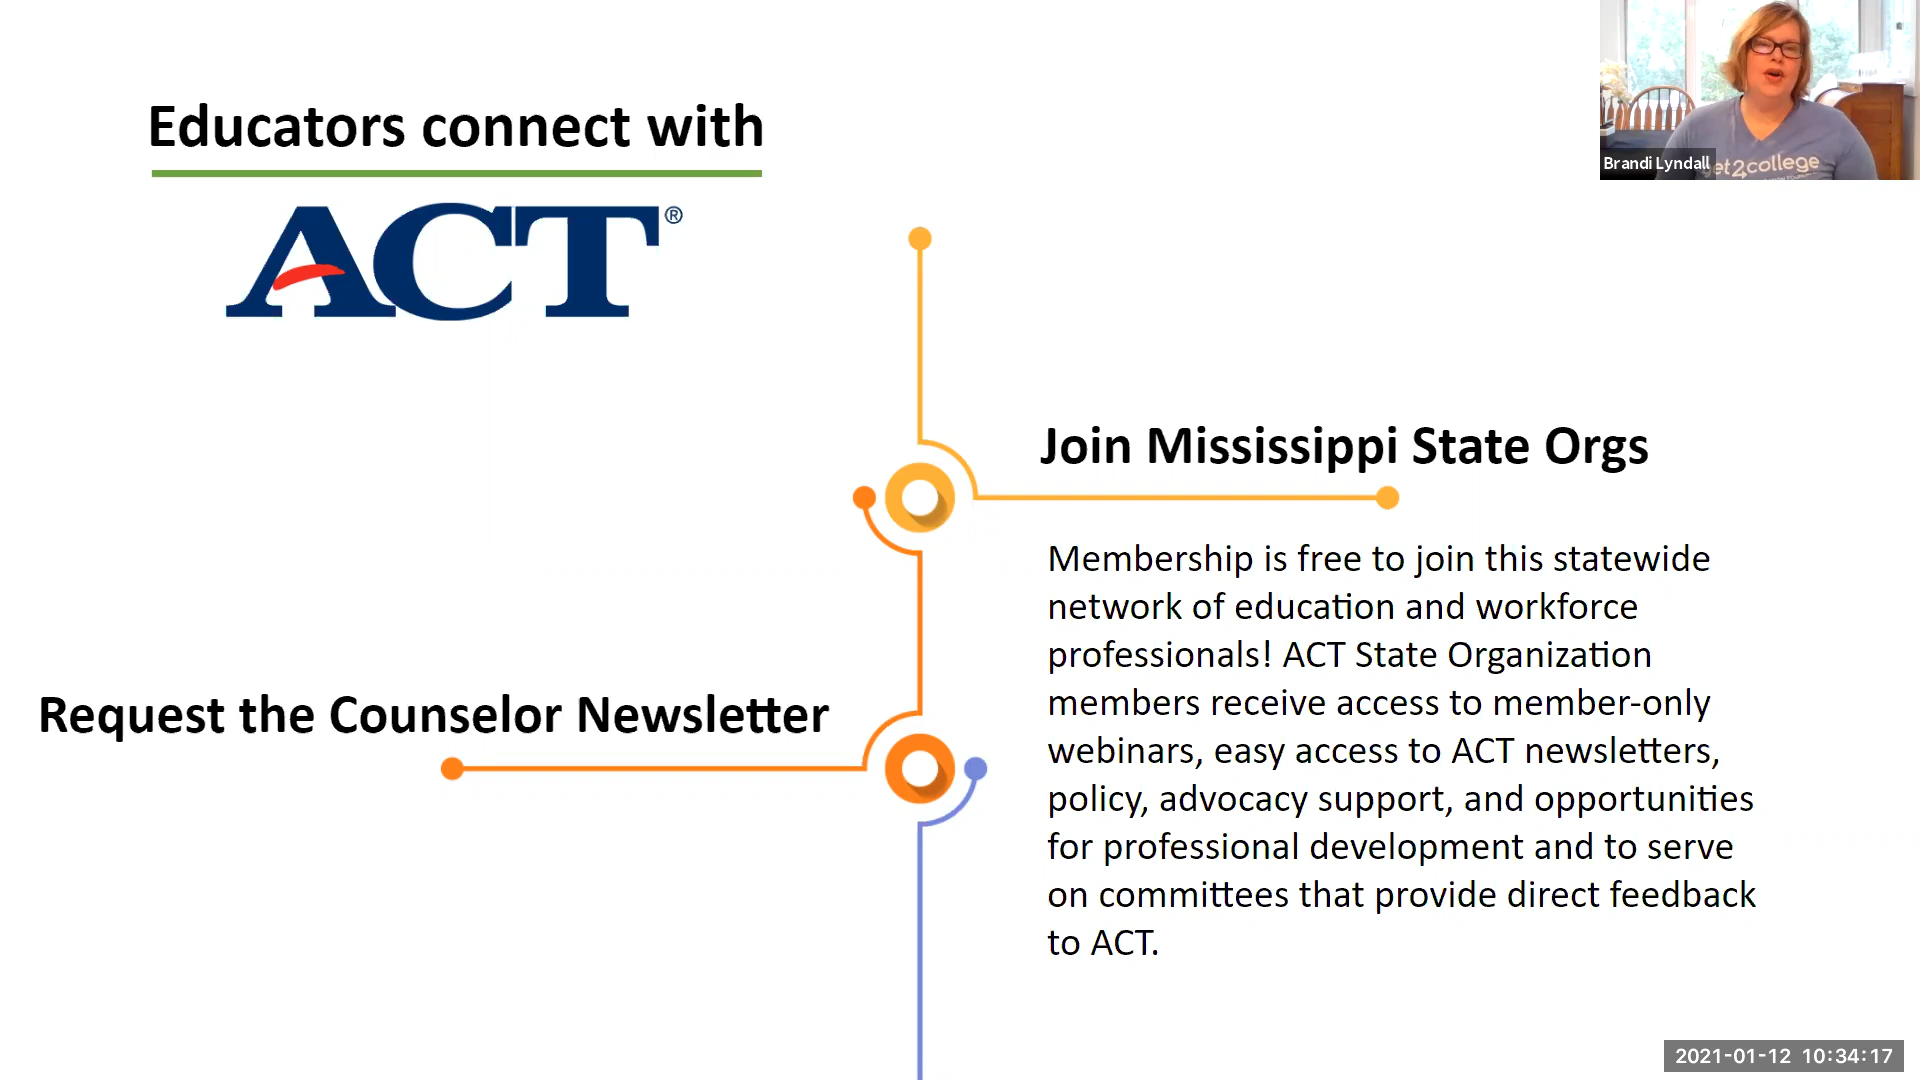 Educators connect with
ACT®
Join Mississippi State Orgs
Membership is free to join this statewide
network of education and workforce
professionals! ACT State Organization
members receive access to member-only
webinars, easy access to ACT newsletters,
policy, advocacy support, and opportunities
for professional development and to serve
on committees that provide direct feedback
to ACT.
Request the Counselor Newsletter
Brandi Lyndall
get2college
2021-01-12 10:34:17